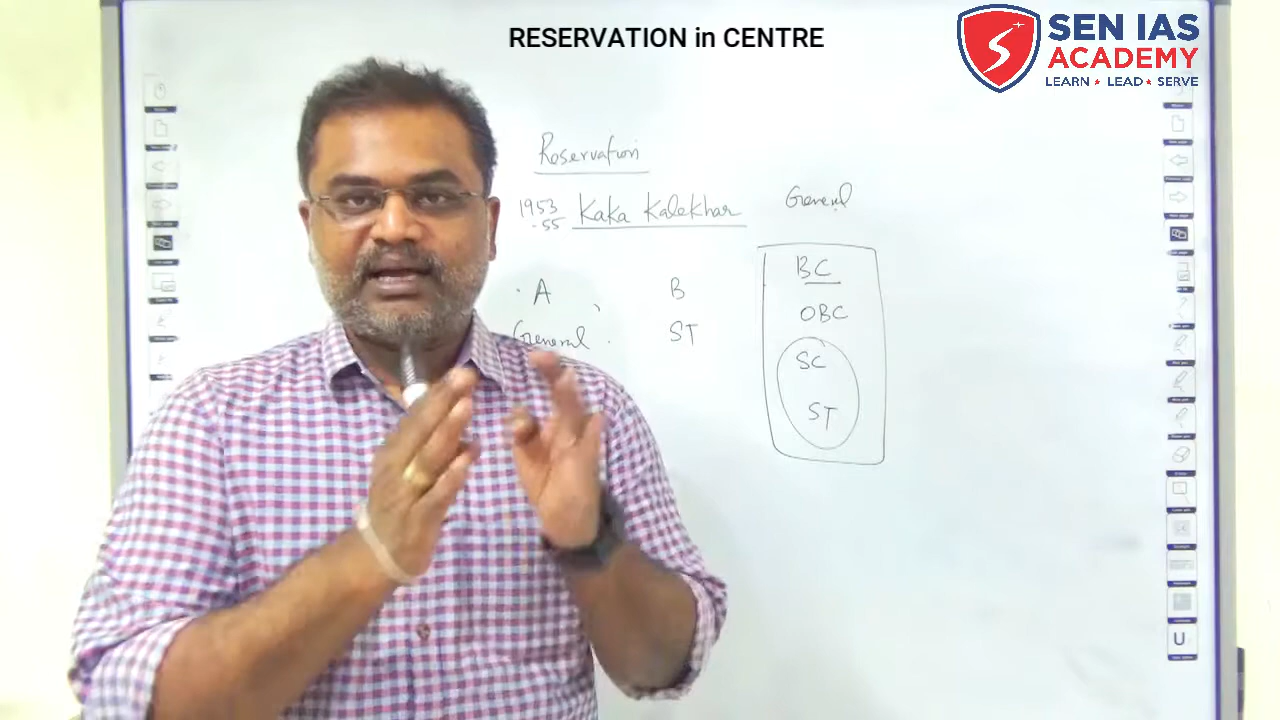 RESERVATION in CENTRE
SEN IAS
ACADEMY
LEARN ★ LEAD ★ SERVE
Reservation
1953
-55
Kaka Kalekhar
General
A
B
General
ST
BC
OBC
SC
ST
U